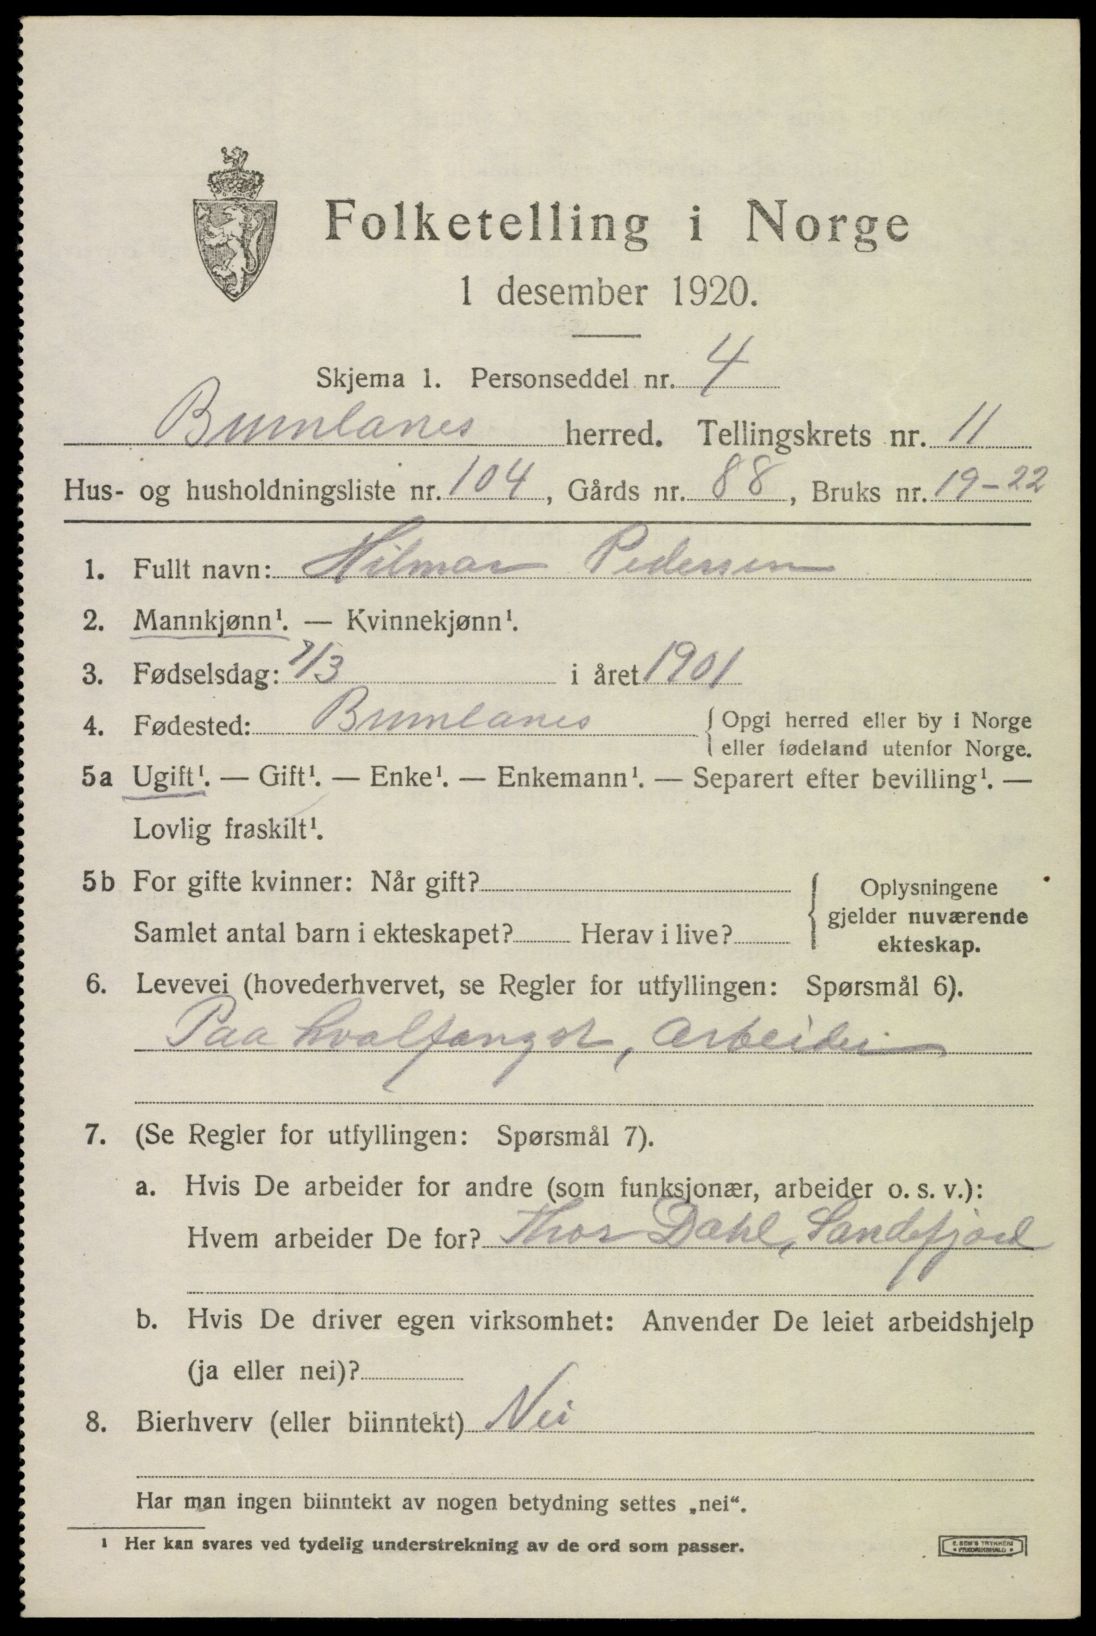 Folketelling i Norge
1 desember 1920.
Skjema 1. Personseddel nr. 4
Brunlanes herred. Tellingskrets nr. 11
Hus- og husholdningsliste nr. 104, Gårds nr. 88, Bruks nr. 19-22
1. Fullt navn: Hilmar Pedersen
2. Mannkjønn¹. — Kvinnekjønn¹.
3. Fødselsdag: 7/3 i året 1901
4. Fødested: Brunlanes { Opgi herred eller by i Norge
eller fødeland utenfor Norge.
5a Ugift¹. — Gift¹. — Enke¹. — Enkemann¹. — Separert efter bevilling¹. —
Lovlig fraskilt¹.
5b For gifte kvinner: Når gift?
Samlet antal barn i ekteskapet? Herav i live?
Oplysningene
gjelder nuværende
ekteskap.
6. Levevei (hovederhvervet, se Regler for utfyllingen: Spørsmål 6).
Paa hvalfangst, arbeider
7. (Se Regler for utfyllingen: Spørsmål 7).
a. Hvis De arbeider for andre (som funksjonær, arbeider o. s. v.):
Hvem arbeider De for? Thor Dahl, Sandefjord
b. Hvis De driver egen virksomhet: Anvender De leiet arbeidshjelp
(ja eller nei)?
8. Bierhverv (eller biinntekt) Nei
Har man ingen biinntekt av nogen betydning settes „nei“.
¹ Her kan svares ved tydelig understrekning av de ord som passer.
E. SEM'S TRYKKERI
FREDRIKSHALD